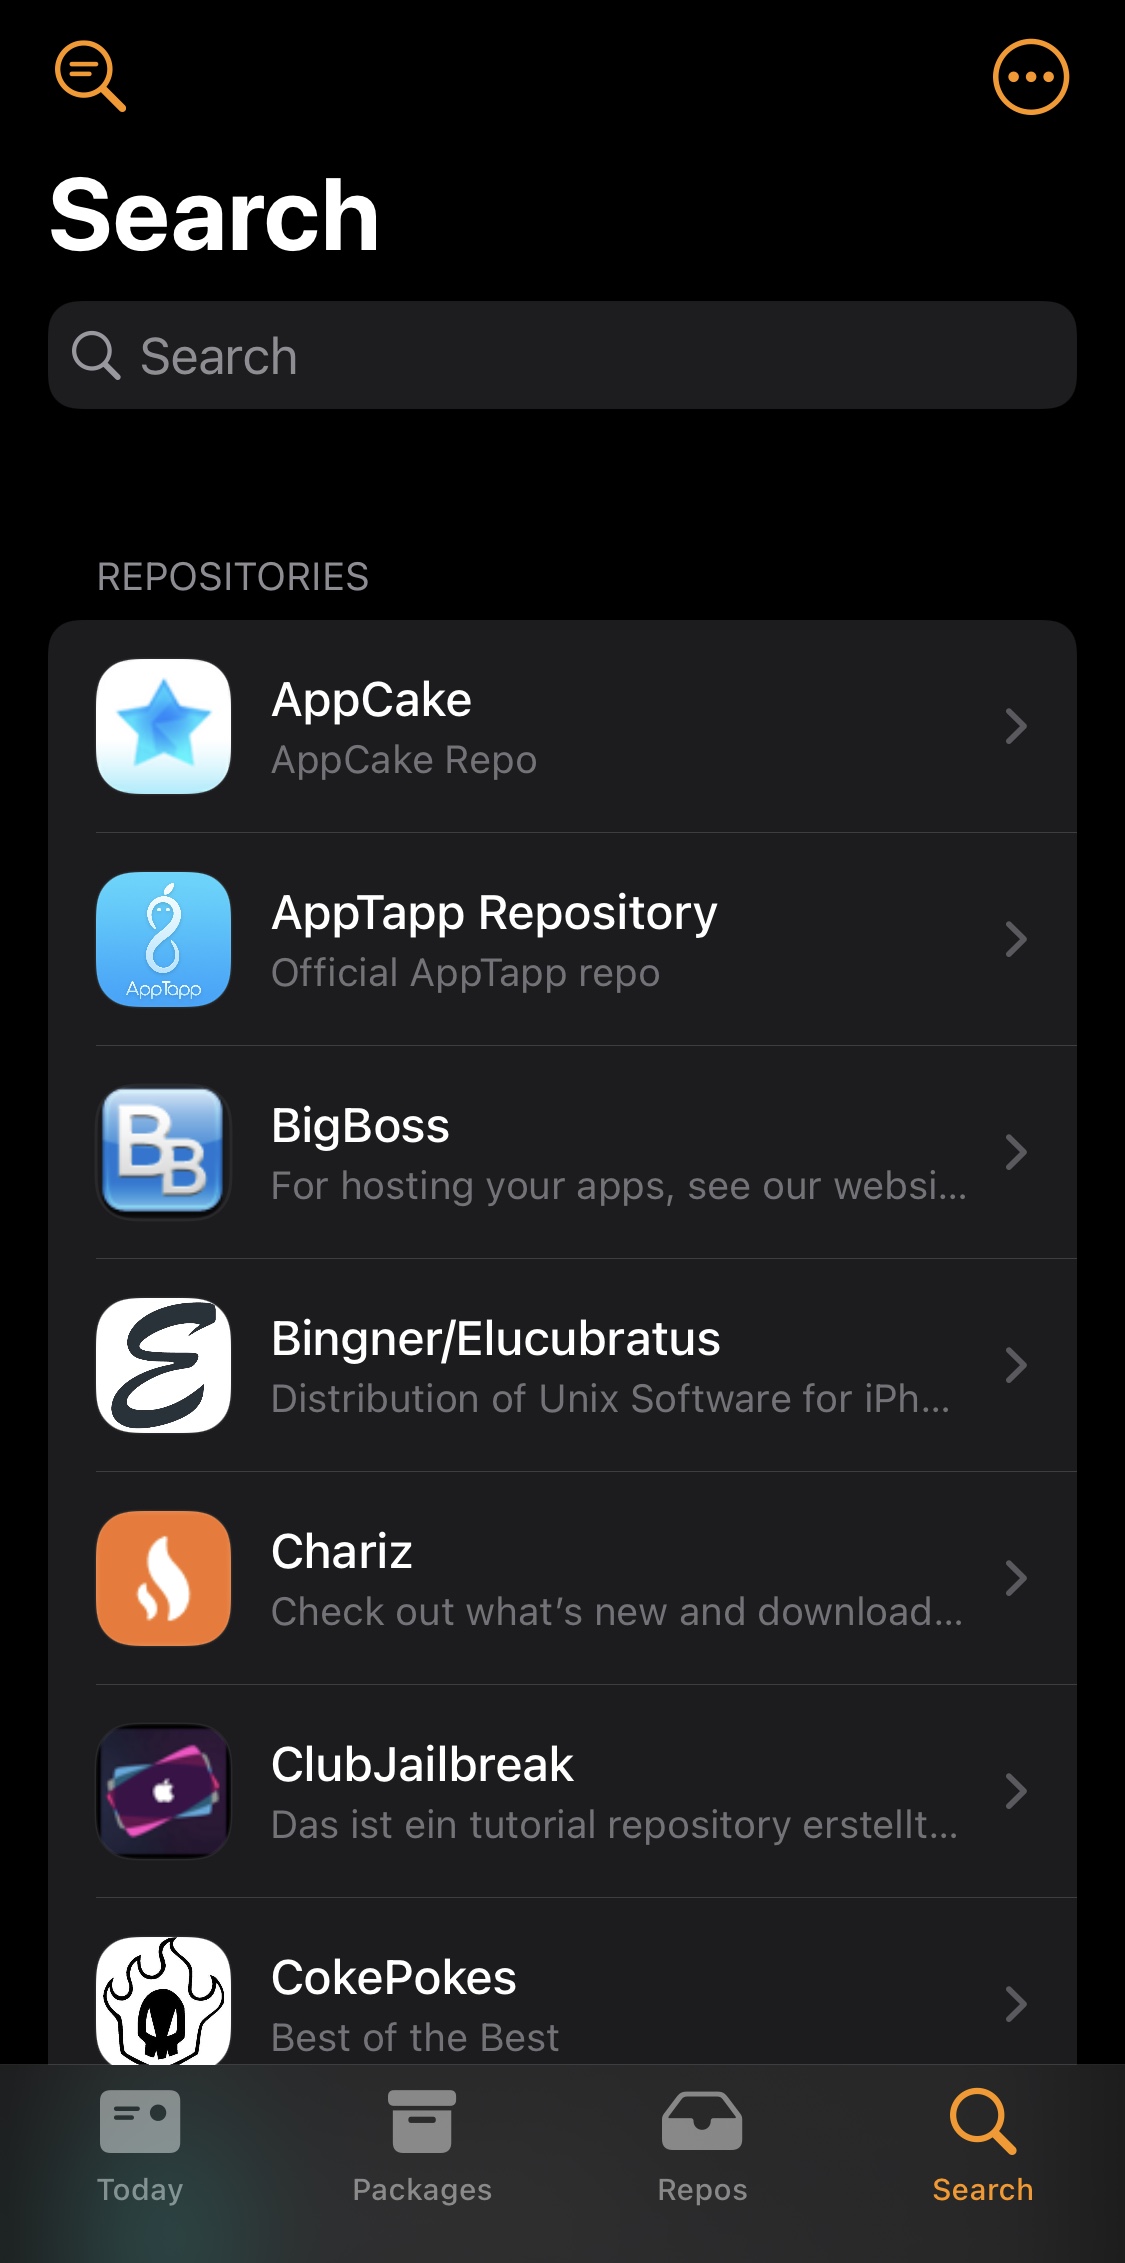 Search
Search
REPOSITORIES
AppCake
AppCake Repo
AppTapp
AppTapp Repository
Official AppTapp repo
BB
BigBoss
For hosting your apps, see our websi...
Bingner/Elucubratus
Distribution of Unix Software for iPh...
Chariz
Check out what’s new and download...
ClubJailbreak
Das ist ein tutorial repository erstellt...
CokePokes
Best of the Best
Today
Packages
Repos
Search